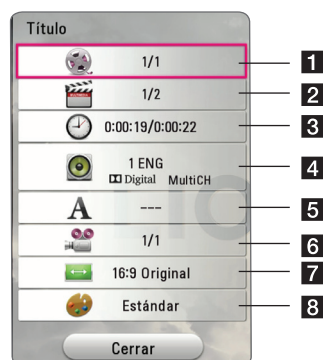 Título
1/1
1
1/2
2
0:00:19/0:00:22
3
1 ENG
Digital MultiCH
4
A
---
5
1/1
6
16:9 Original
7
Estándar
8
Cerrar